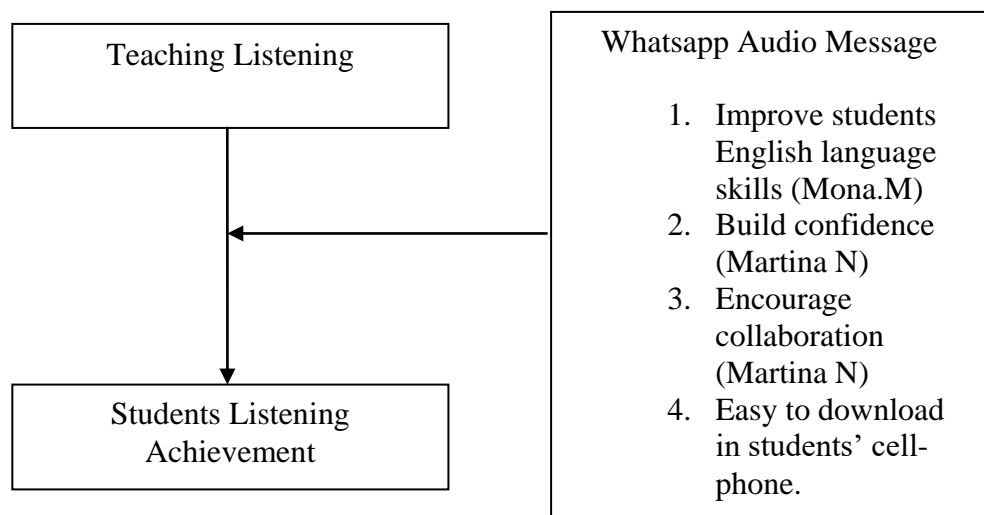 Teaching Listening
Students Listening
Achievement
Whatsapp Audio Message
1. Improve students
English language
skills (Mona.M)
2. Build confidence
(Martina N)
3. Encourage
collaboration
(Martina N)
4. Easy to download
in students’ cell-
phone.